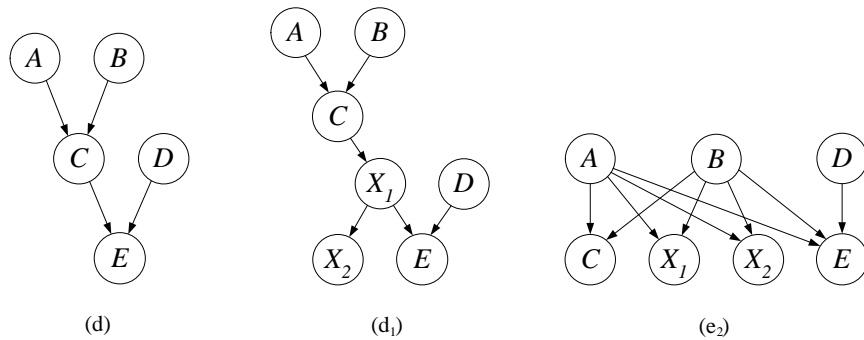 A B
C D
E
(d)
A B
C
X₁ D
X₂ E
(d₁)
A B D
C X₁ X₂ E
(e₂)